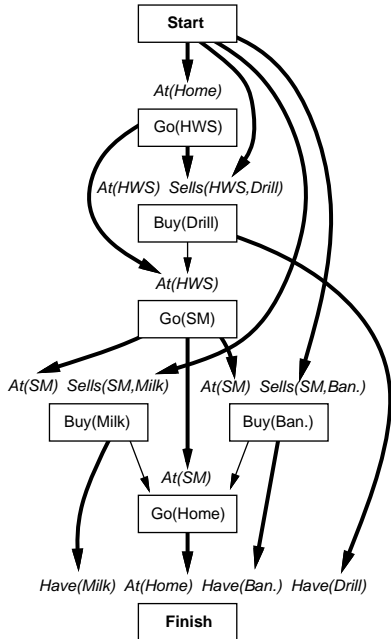 Start
At(Home)
Go(HWS)
At(HWS) Sells(HWS,Drill)
Buy(Drill)
At(HWS)
Go(SM)
At(SM) Sells(SM,Milk) At(SM) Sells(SM,Ban.)
Buy(Milk) Buy(Ban.)
At(SM)
Go(Home)
Have(Milk) At(Home) Have(Ban.) Have(Drill)
Finish